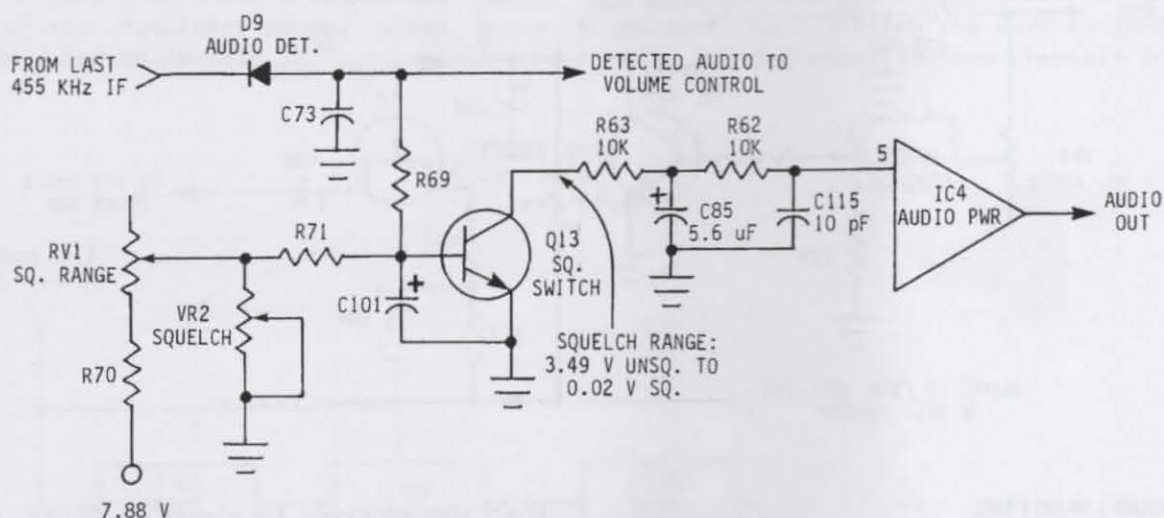 D9
AUDIO DET.
FROM LAST
455 KHz IF
DETECTED AUDIO TO
VOLUME CONTROL
C73
R69
R63
10K
R62
10K
5
IC4
AUDIO PWR
AUDIO
OUT
+
C85
5.6 uF
C115
10 pF
RV1
SQ. RANGE
R71
Q13
SQ.
SWITCH
C101
+
VR2
SQUELCH
SQUELCH RANGE:
3.49 V UNSQ. TO
0.02 V SQ.
R70
7.88 V